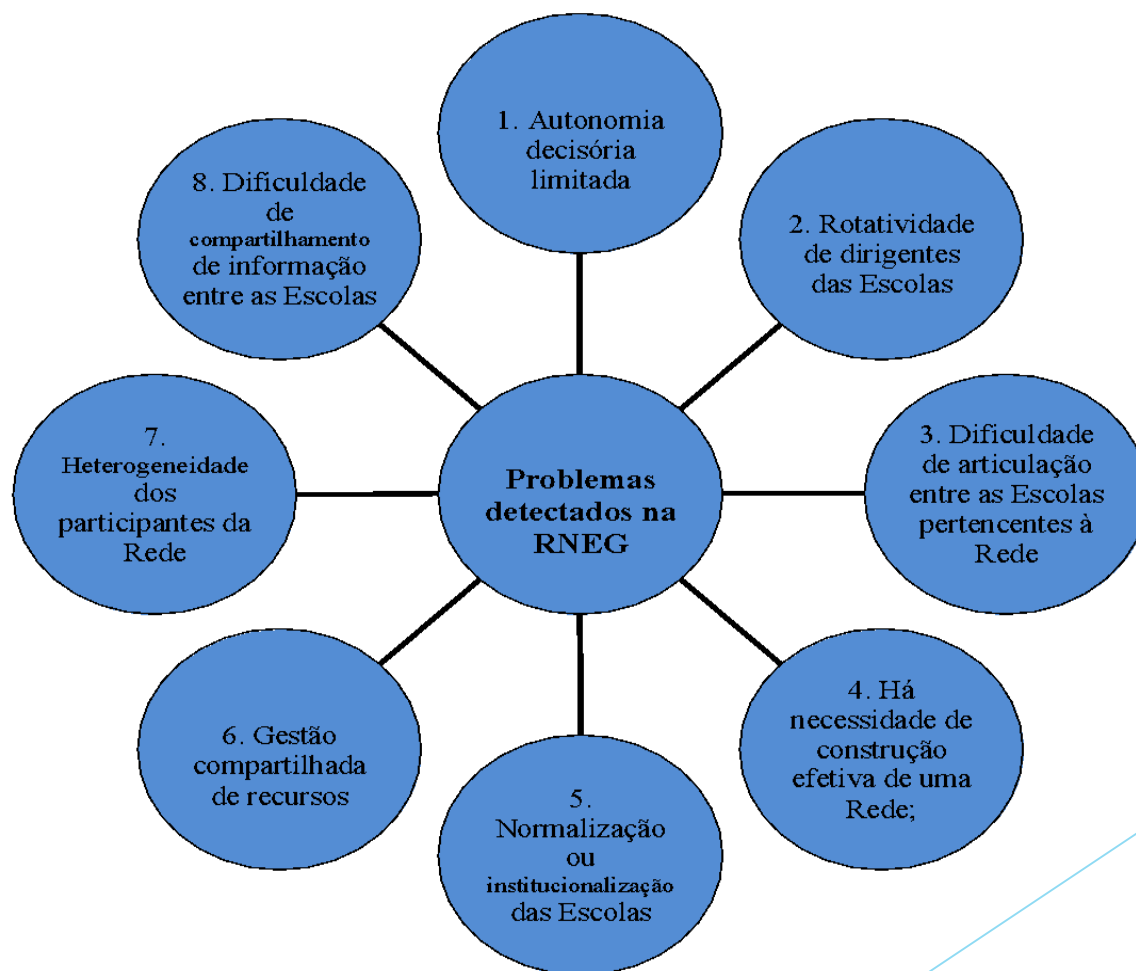 1. Autonomia
decisória
limitada
2. Rotatividade
de dirigentes
das Escolas
3. Dificuldade
de articulação
entre as Escolas
pertencentes à
Rede
4. Há
necessidade de
construção
efetiva de uma
Rede;
5.
Normalização
ou
institucionalização
das Escolas
6. Gestão
compartilhada
de recursos
7.
Heterogeneidade
dos
participantes da
Rede
8. Dificuldade
de
compartilhamento
de informação
entre as Escolas
Problemas
detectados na
RNEG